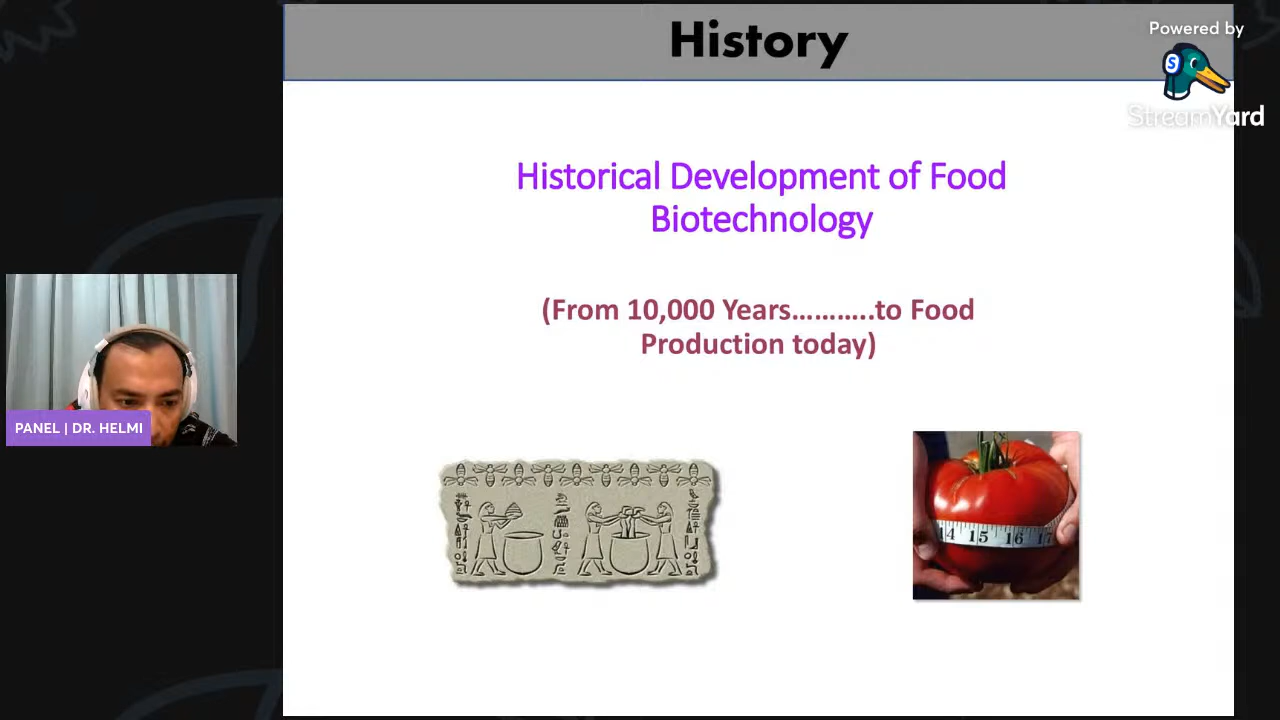 History
Powered by
S
StreamYard
Historical Development of Food
Biotechnology
(From 10,000 Years………..to Food
Production today)
PANEL | DR. HELMI
14 15 16 17